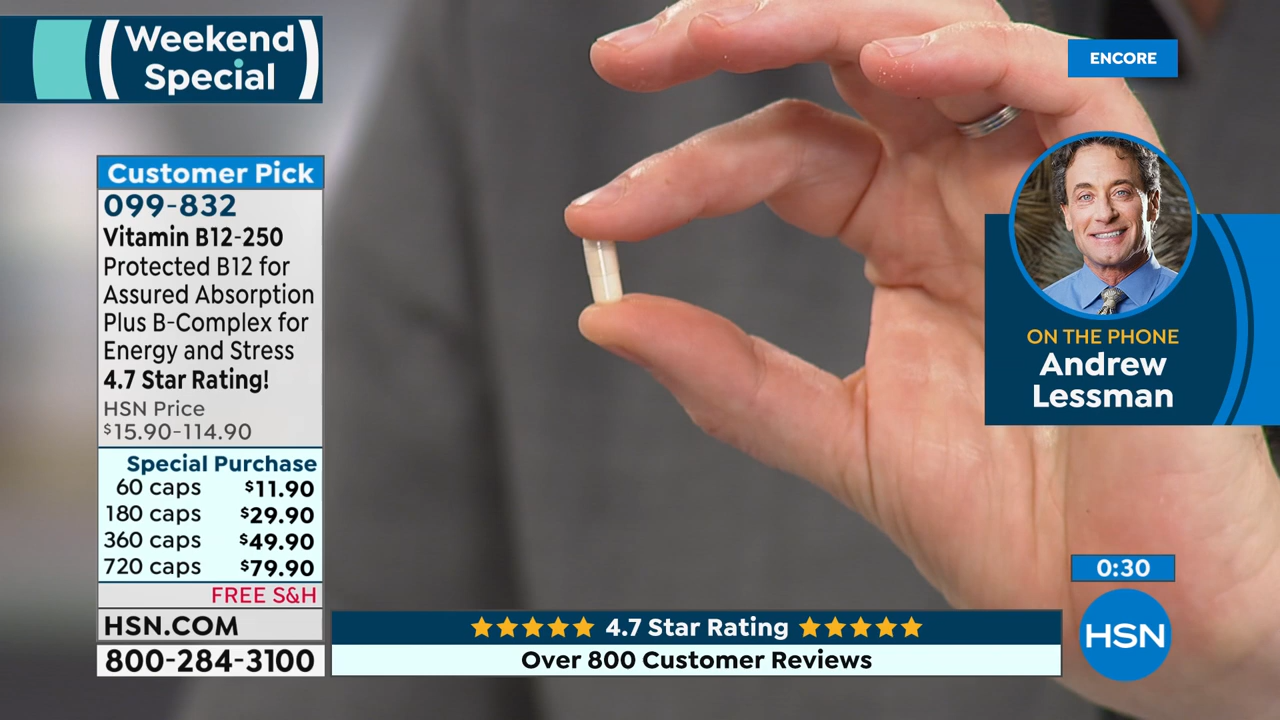 (Weekend
Special)
ENCORE
Customer Pick
099-832
Vitamin B12-250
Protected B12 for
Assured Absorption
Plus B-Complex for
Energy and Stress
4.7 Star Rating!
HSN Price
$15.90-114.90
Special Purchase
60 caps $11.90
180 caps $29.90
360 caps $49.90
720 caps $79.90
FREE S&H
HSN.COM
800-284-3100
ON THE PHONE
Andrew
Lessman
0:30
HSN
4.7 Star Rating
Over 800 Customer Reviews